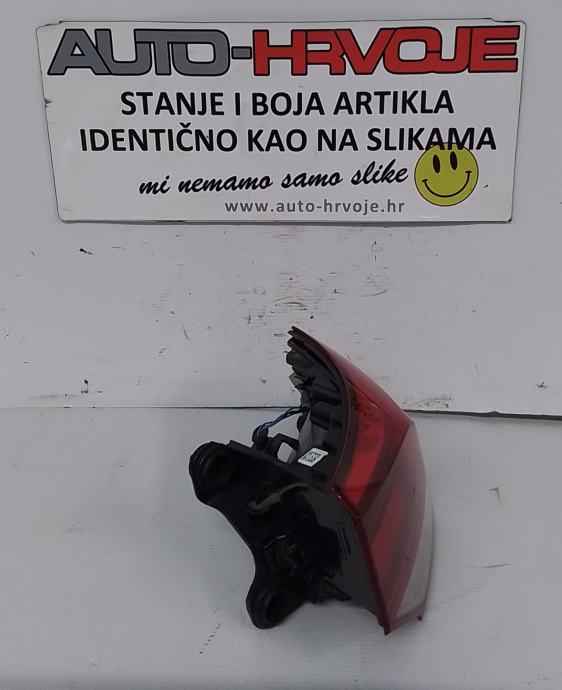 AUTO-HRVOJE
STANJE I BOJA ARTIKLA
IDENTIČNO KAO NA SLIKAMA
mi nemamo samo slike
www.auto-hrvoje.hr